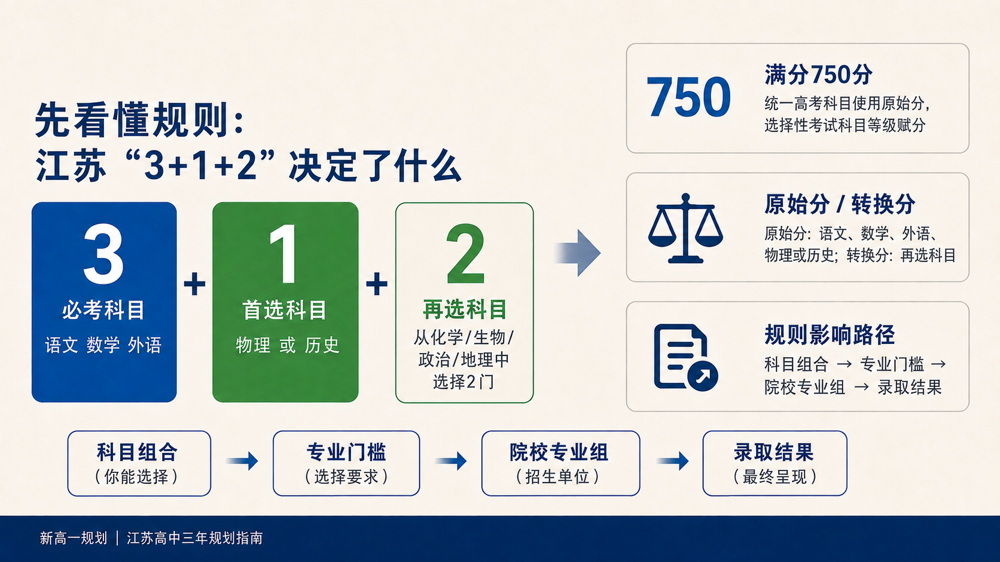 先看懂规则：
江苏“3+1+2”决定了什么
3
必考科目
语文 数学 外语
+
1
首选科目
物理 或 历史
+
2
再选科目
从化学/生物/
政治/地理中
选择2门
750
满分750分
统一高考科目使用原始分，
选择性考试科目等级赋分
原始分 / 转换分
原始分：语文、数学、外语、
物理或历史；转换分：再选科目
规则影响路径
科目组合 → 专业门槛 →
院校专业组 → 录取结果
科目组合
（你能选择）
专业门槛
（选择要求）
院校专业组
（招生单位）
录取结果
（最终呈现）
新高一规划｜江苏高中三年规划指南